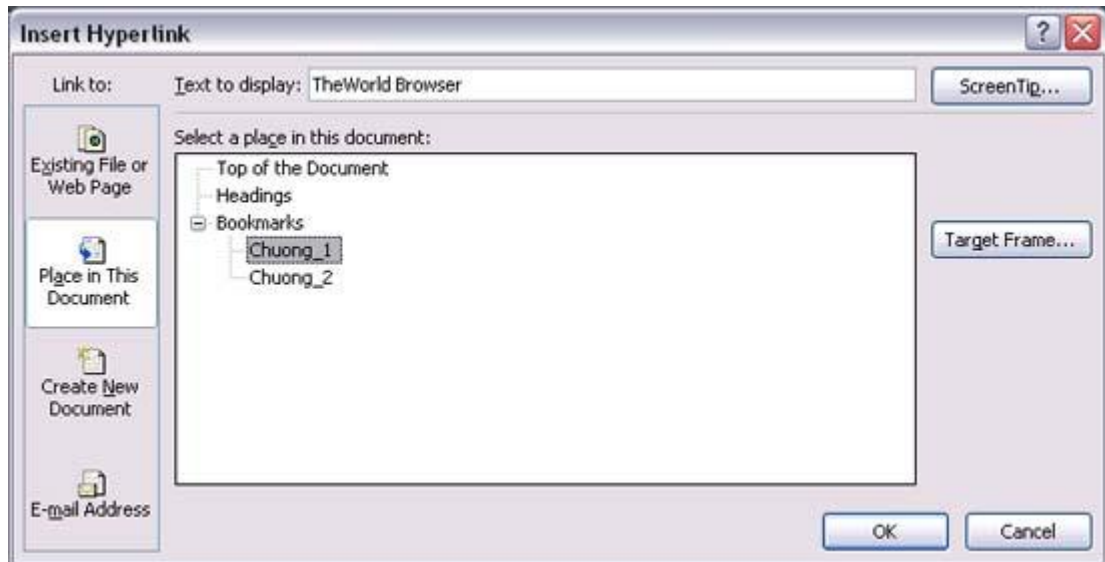 Insert Hyperlink
Link to:
Text to display: TheWorld Browser
ScreenTip...
Existing File or
Web Page
Place in This
Document
Create New
Document
E-mail Address
Select a place in this document:
Top of the Document
Headings
Bookmarks
Chuong_1
Chuong_2
Target Frame...
OK
Cancel